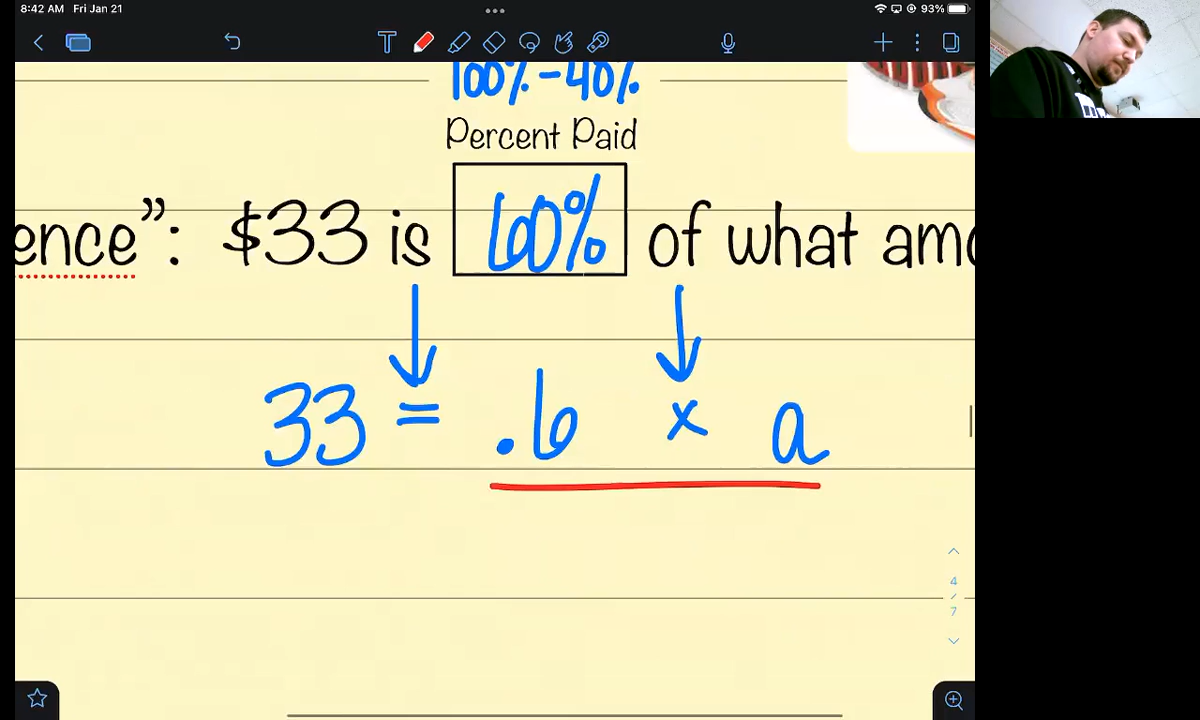 8:42 AM Fri Jan 21
93%
T
100% - 40%
Percent Paid
ence": $33 is 60% of what amo
33 = .6 x a
4
/
7